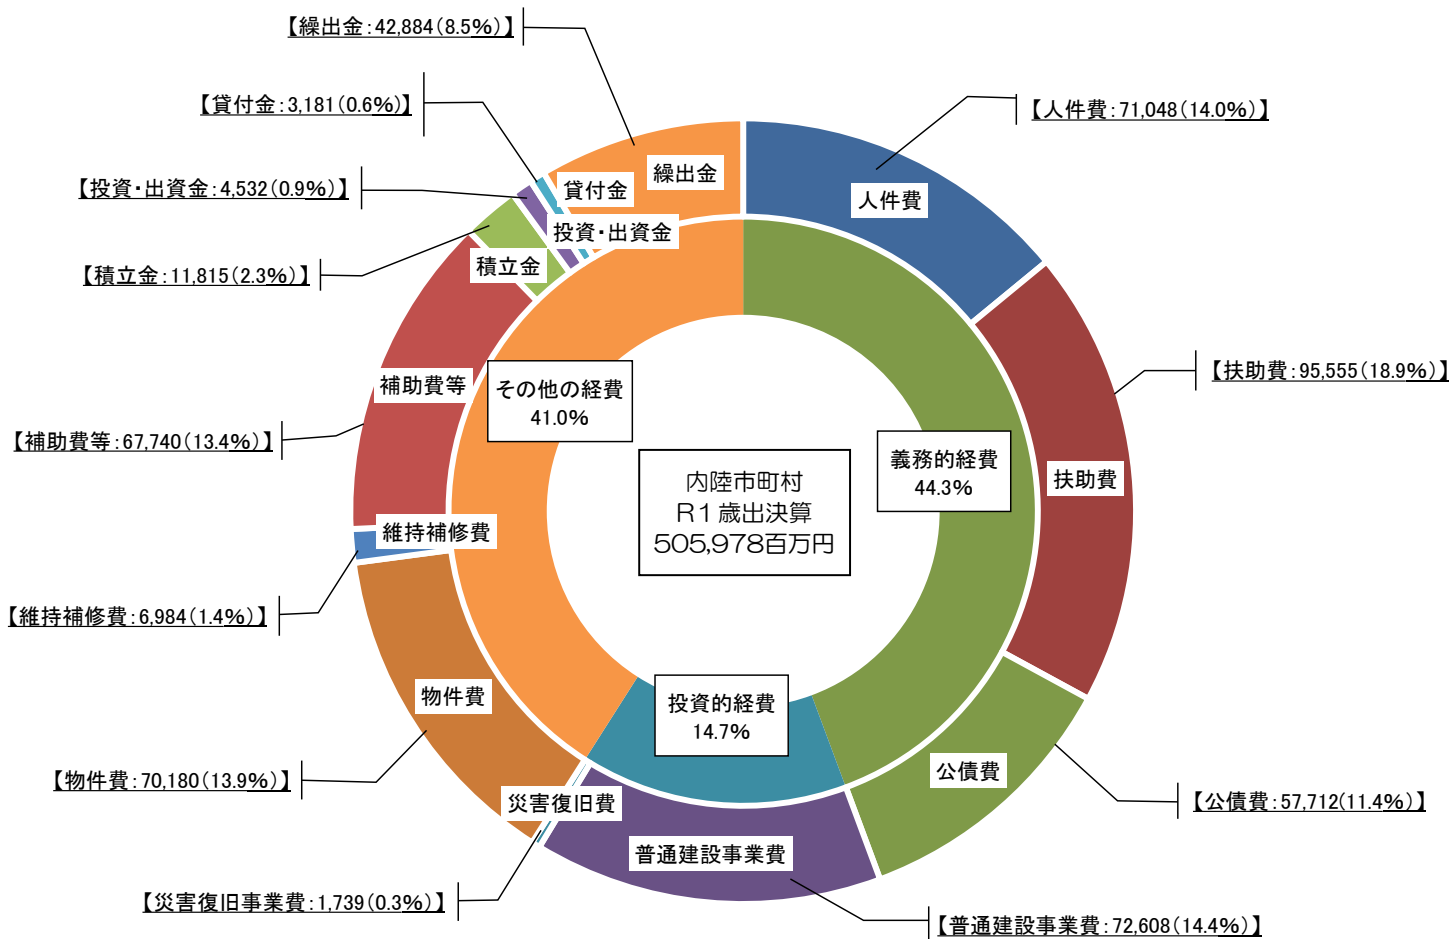 【繰出金:42,884(8.5%)】
【貸付金:3,181(0.6%)】
【人件費:71,048(14.0%)】
繰出金
貸付金
人件費
【投資・出資金:4,532(0.9%)】
投資・出資金
積立金
【積立金:11,815(2.3%)】
補助費等
その他の経費
41.0%
【扶助費:95,555(18.9%)】
【補助費等:67,740(13.4%)】
義務的経費
44.3%
扶助費
内陸市町村
R1歳出決算
505,978百万円
維持補修費
【維持補修費:6,984(1.4%)】
物件費
投資的経費
14.7%
【物件費:70,180(13.9%)】
公債費
【公債費:57,712(11.4%)】
災害復旧費
普通建設事業費
【災害復旧事業費:1,739(0.3%)】
【普通建設事業費:72,608(14.4%)】